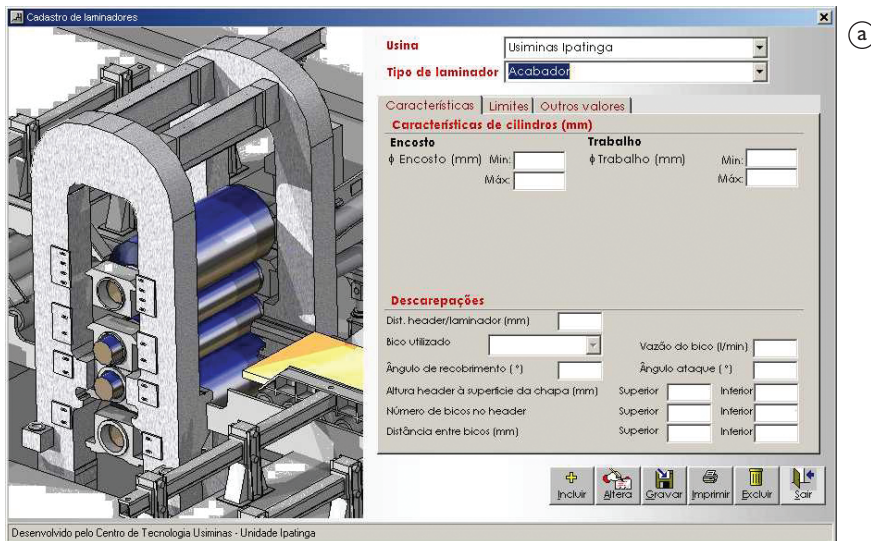 Cadastro de laminadores
a
Usina Usiminas Ipatinga
Tipo de laminador Acabador
Características Limites Outros valores
Características de cilindros (mm)
Encosto Trabalho
ϕ Encosto (mm) Min: ϕ Trabalho (mm) Min:
Máx: Máx:
Descarepações
Dist. header/laminador (mm)
Bico utilizado Vazão do bico (l/min)
Ângulo de recobrimento (°) Ângulo ataque (°)
Altura header à superfície da chapa (mm) Superior Inferior
Número de bicos no header Superior Inferior
Distância entre bicos (mm) Superior Inferior
Incluir Altera Gravar Imprimir Excluir Sair
Desenvolvido pelo Centro de Tecnologia Usiminas - Unidade Ipatinga